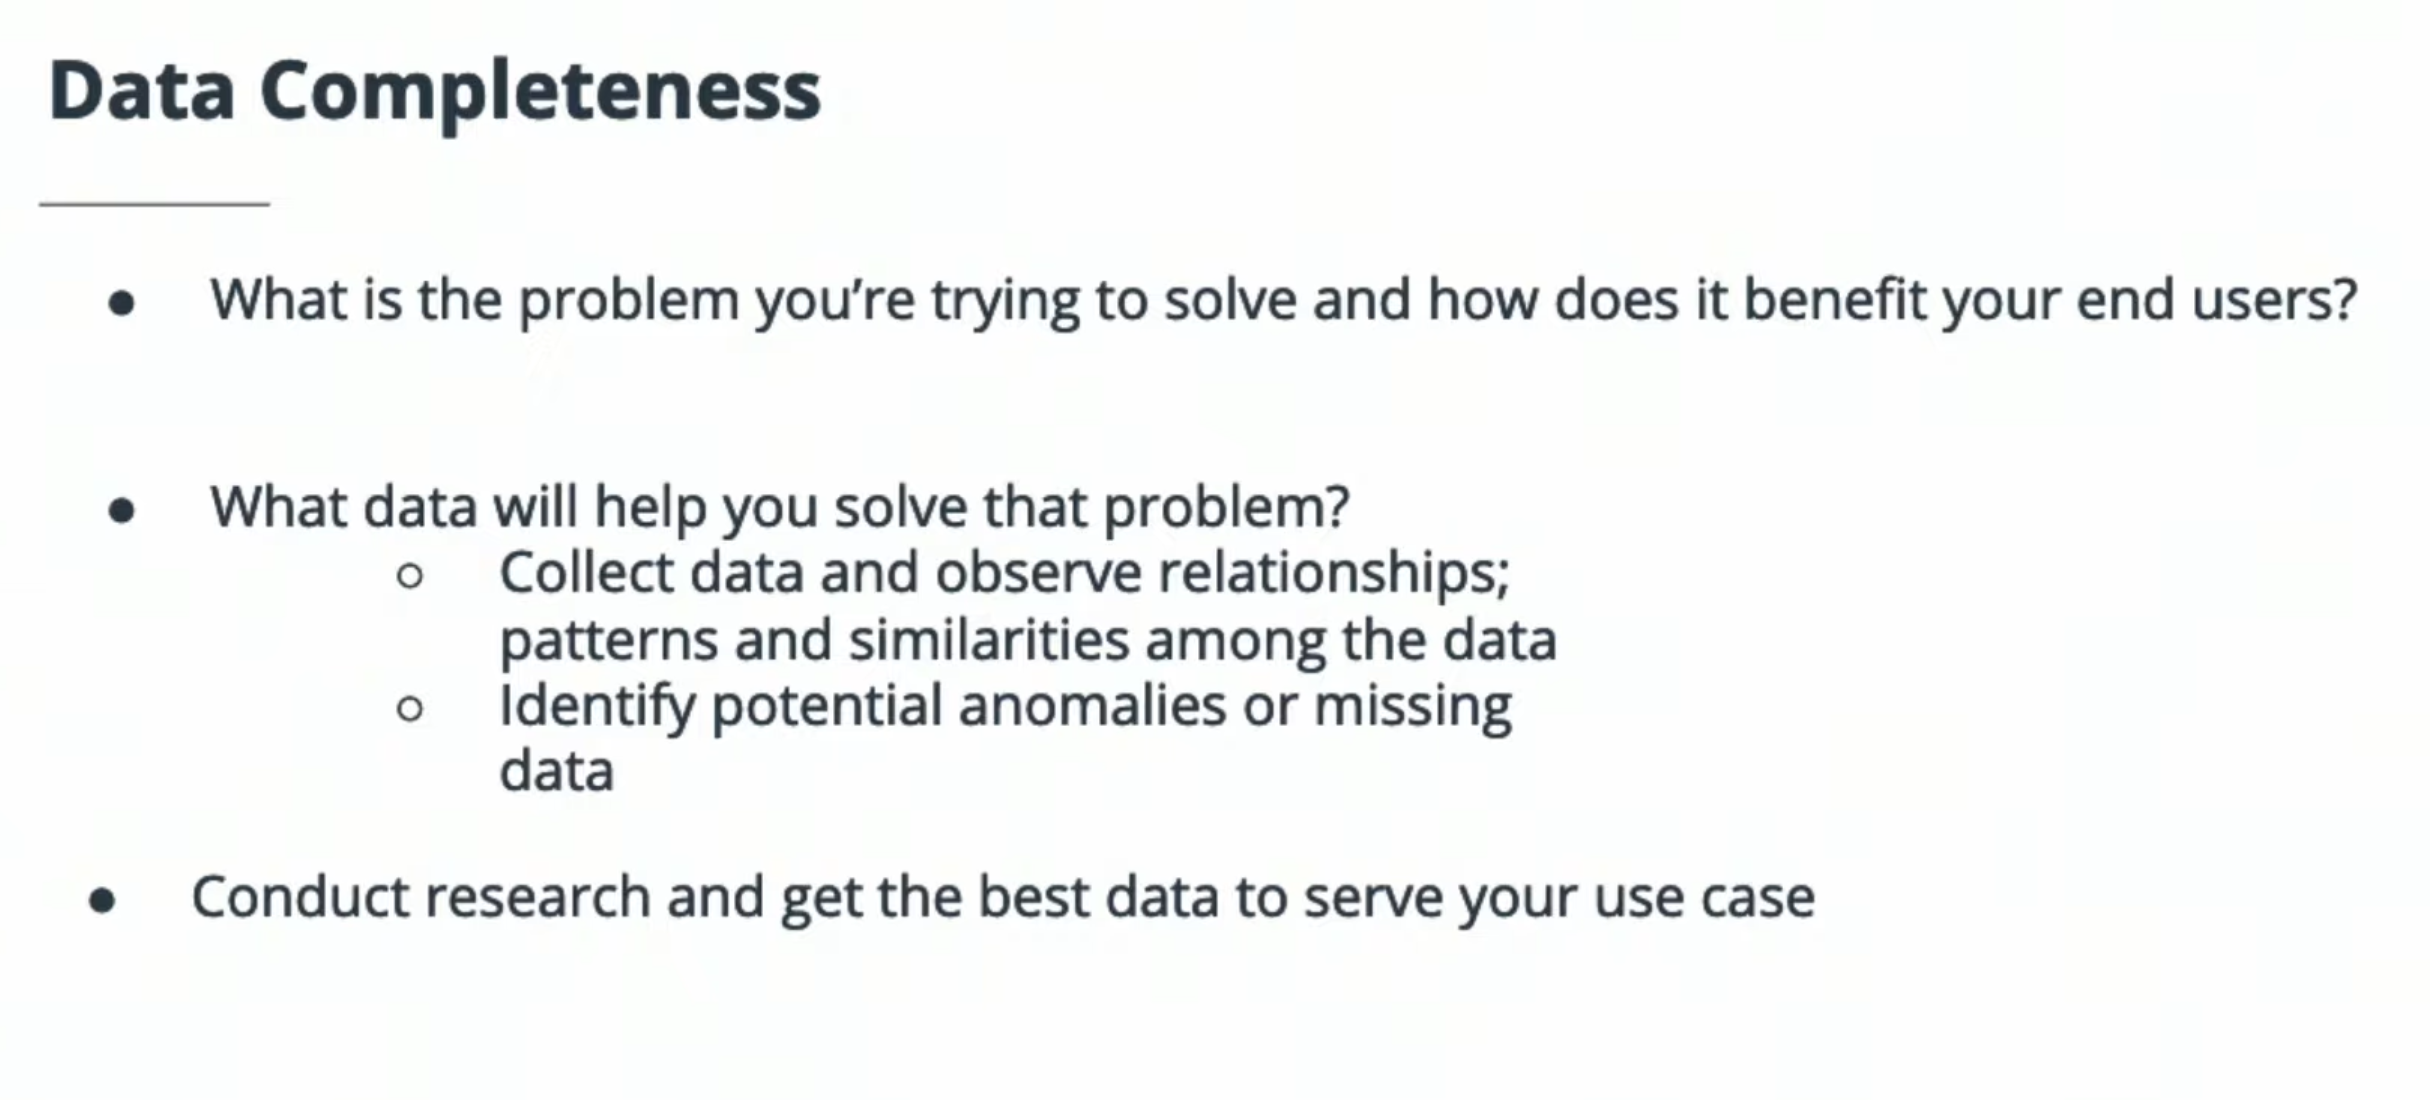 Data Completeness
● What is the problem you’re trying to solve and how does it benefit your end users?
● What data will help you solve that problem?
○ Collect data and observe relationships;
patterns and similarities among the data
○ Identify potential anomalies or missing
data
● Conduct research and get the best data to serve your use case